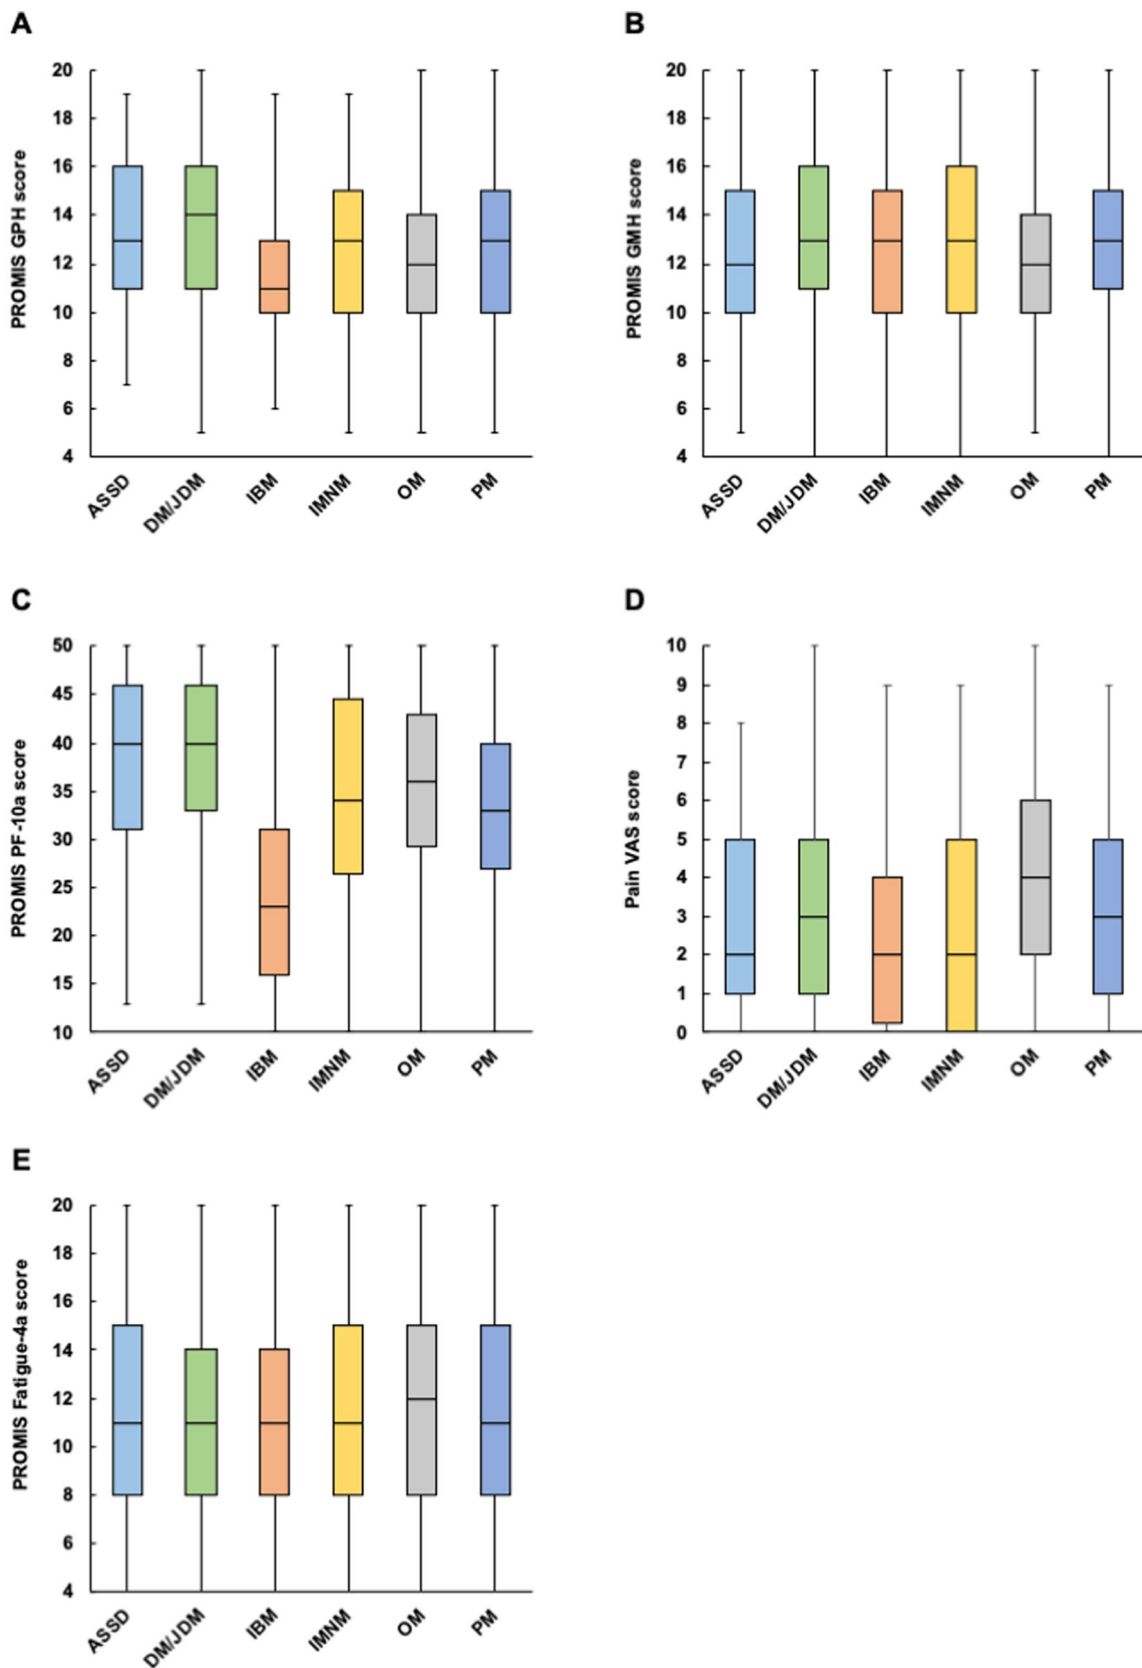 A
PROMIS GPH score
20
18
16
14
12
10
8
6
4
ASSD
DM/JDM
IBM
IMNM
OM
PM
B
PROMIS GMH score
20
18
16
14
12
10
8
6
4
ASSD
DM/JDM
IBM
IMNM
OM
PM
C
PROMIS PF-10a score
50
45
40
35
30
25
20
15
10
ASSD
DM/JDM
IBM
IMNM
OM
PM
D
Pain VAS score
10
9
8
7
6
5
4
3
2
1
0
ASSD
DM/JDM
IBM
IMNM
OM
PM
E
PROMIS Fatigue-4a score
20
18
16
14
12
10
8
6
4
ASSD
DM/JDM
IBM
IMNM
OM
PM